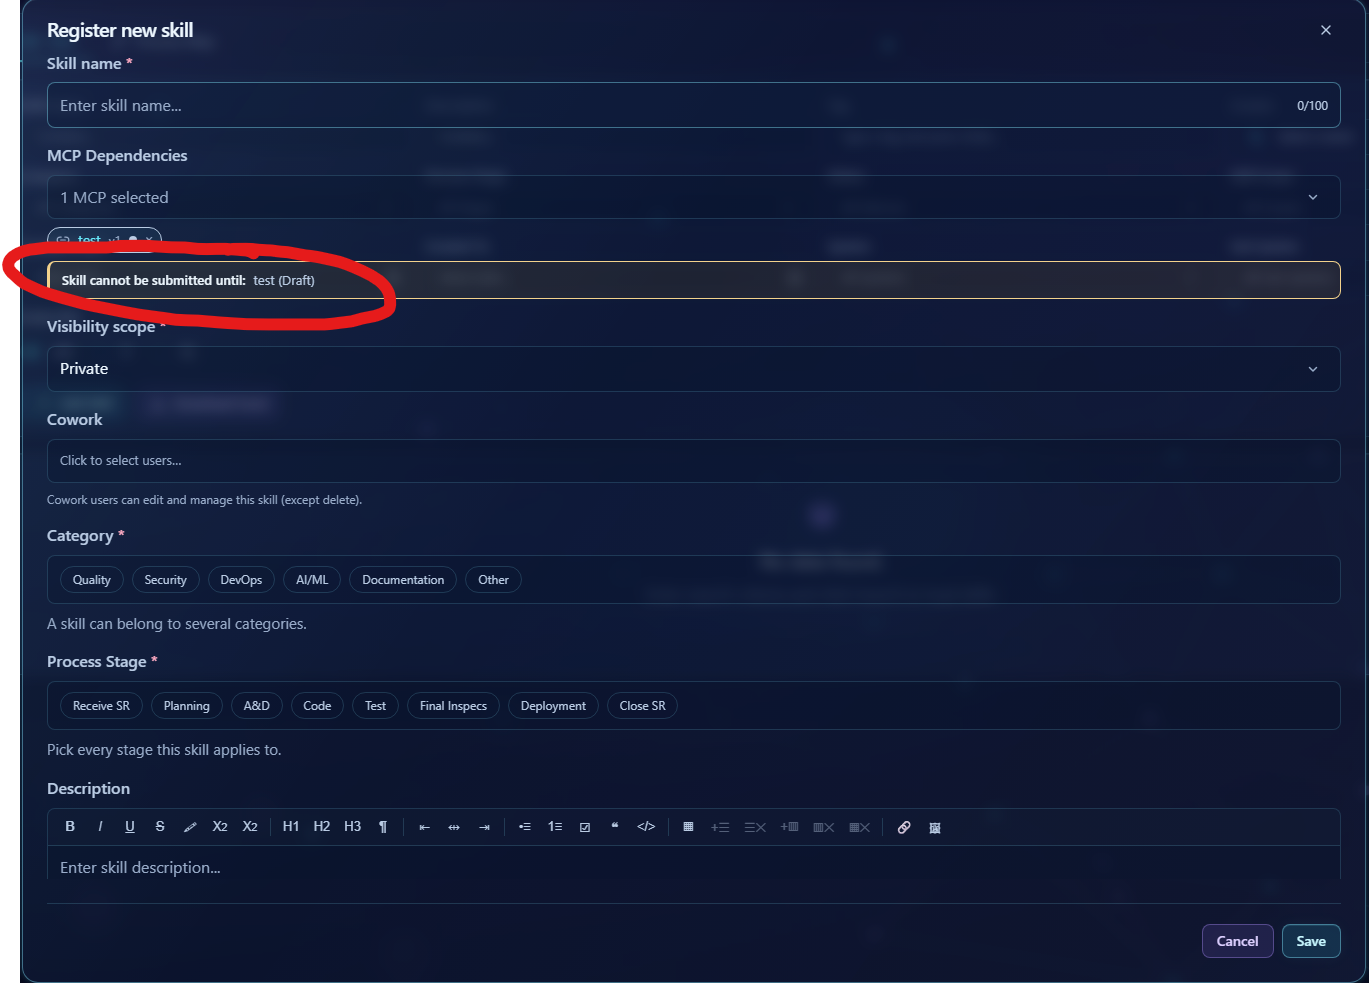 Register new skill
Skill name *
Enter skill name...
0/100
MCP Dependencies
1 MCP selected
test v1
Skill cannot be submitted until: test (Draft)
Visibility scope *
Private
Cowork
Click to select users...
Cowork users can edit and manage this skill (except delete).
Category *
Quality Security DevOps AI/ML Documentation Other
A skill can belong to several categories.
Process Stage *
Receive SR Planning A&D Code Test Final Inspecs Deployment Close SR
Pick every stage this skill applies to.
Description
B I U S X2 X2 H1 H2 H3 ¶ </>
Enter skill description...
Cancel Save